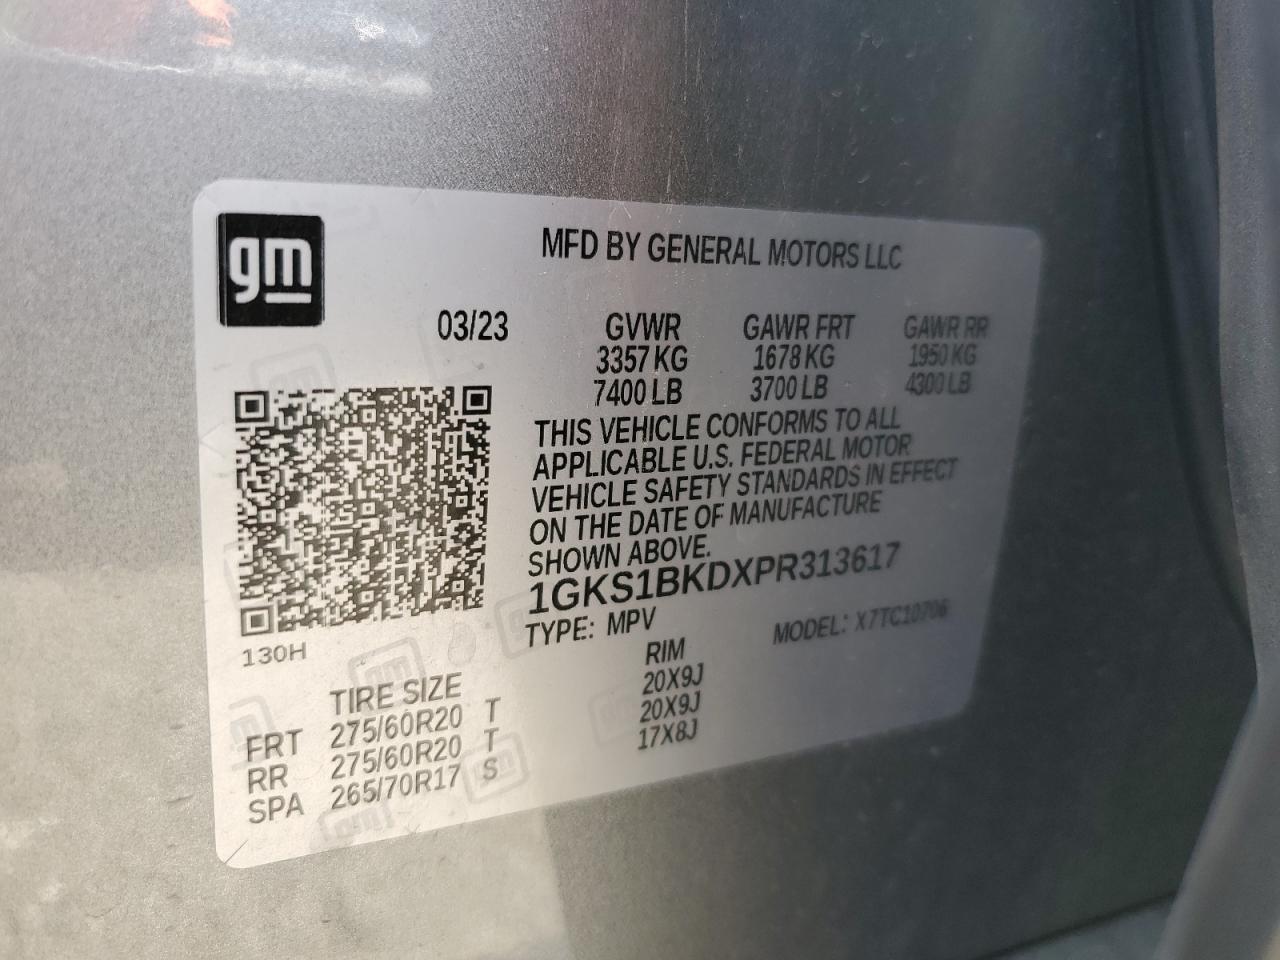 gm
MFD BY GENERAL MOTORS LLC
03/23 GVWR GAWR FRT GAWR RR
3357 KG 1678 KG 1950 KG
7400 LB 3700 LB 4300 LB
THIS VEHICLE CONFORMS TO ALL
APPLICABLE U.S. FEDERAL MOTOR
VEHICLE SAFETY STANDARDS IN EFFECT
ON THE DATE OF MANUFACTURE
SHOWN ABOVE.
1GKS1BKDXPR313617
TYPE: MPV MODEL: X7TC10706
130H
TIRE SIZE RIM
FRT 275/60R20 T 20X9J
RR 275/60R20 T 20X9J
SPA 265/70R17 S 17X8J